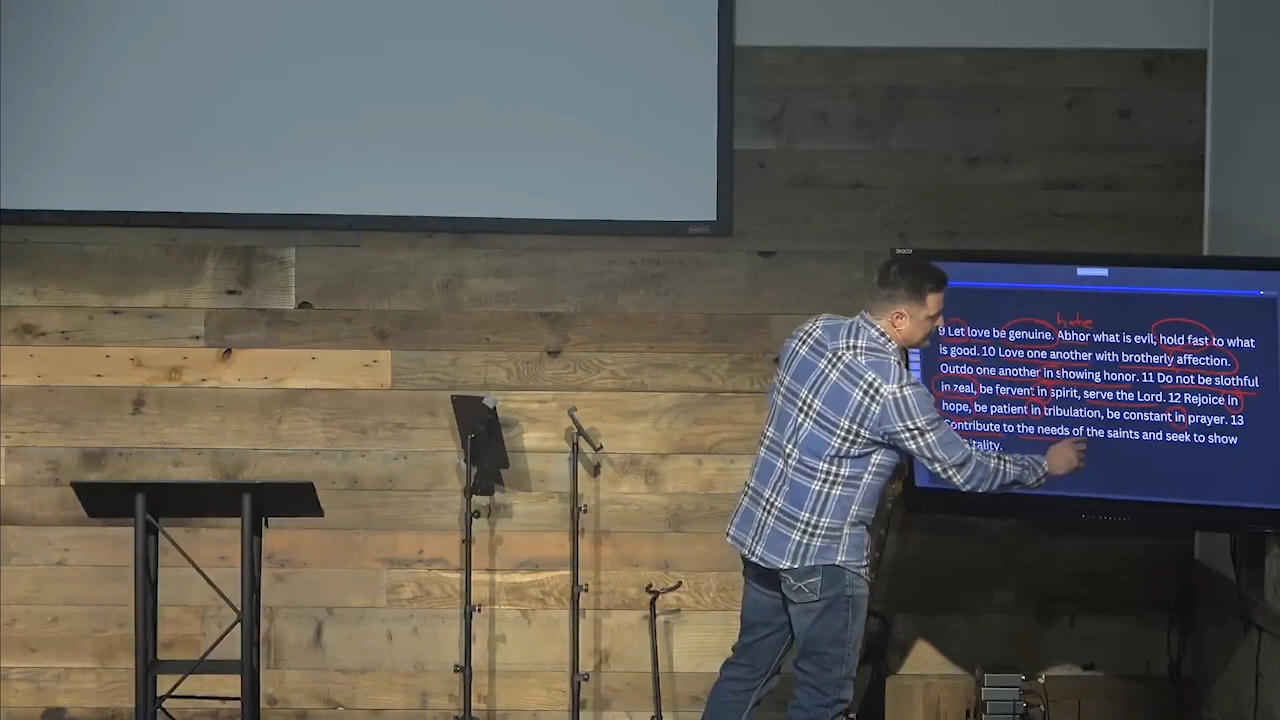 hate
9 Let love be genuine. Abhor what is evil, hold fast to what
is good. 10 Love one another with brotherly affection.
Outdo one another in showing honor. 11 Do not be slothful
in zeal, be fervent in spirit, serve the Lord. 12 Rejoice in
hope, be patient in tribulation, be constant in prayer. 13
Contribute to the needs of the saints and seek to show
itality.